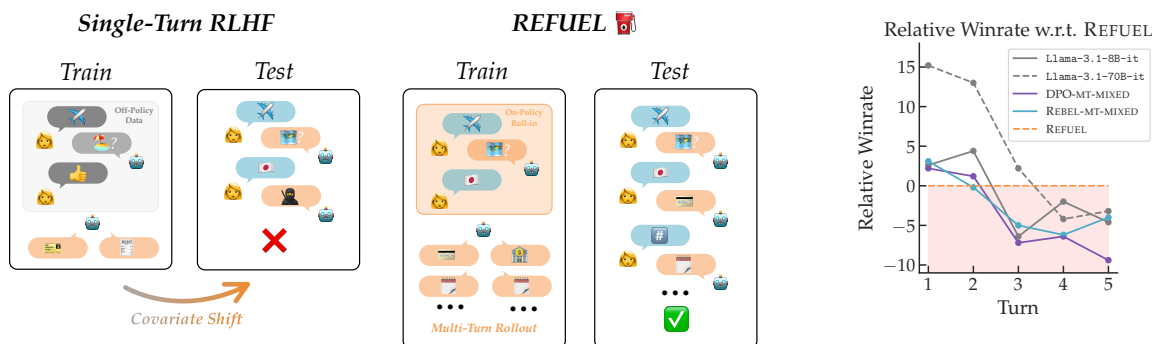 Single-Turn RLHF
Train
Test
Off-Policy
Data
?
Covariate Shift
REFUEL
Train
Test
On-Policy
Roll-in
?
Multi-Turn Rollout
?
#
Relative Winrate w.r.t. REFUEL
Relative Winrate
15
10
5
0
−5
−10
1 2 3 4 5
Turn
Llama-3.1-8B-it
Llama-3.1-70B-it
DPO-MT-MIXED
REBEL-MT-MIXED
REFUEL